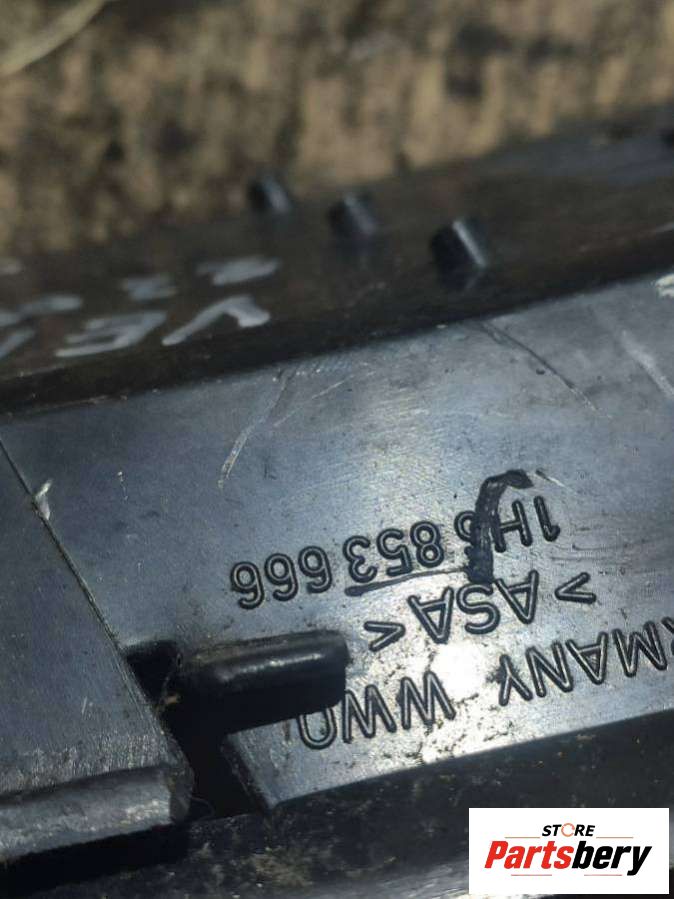 RMANY WWO
>ASA<
1H6 853 666
STORE
Partsbery